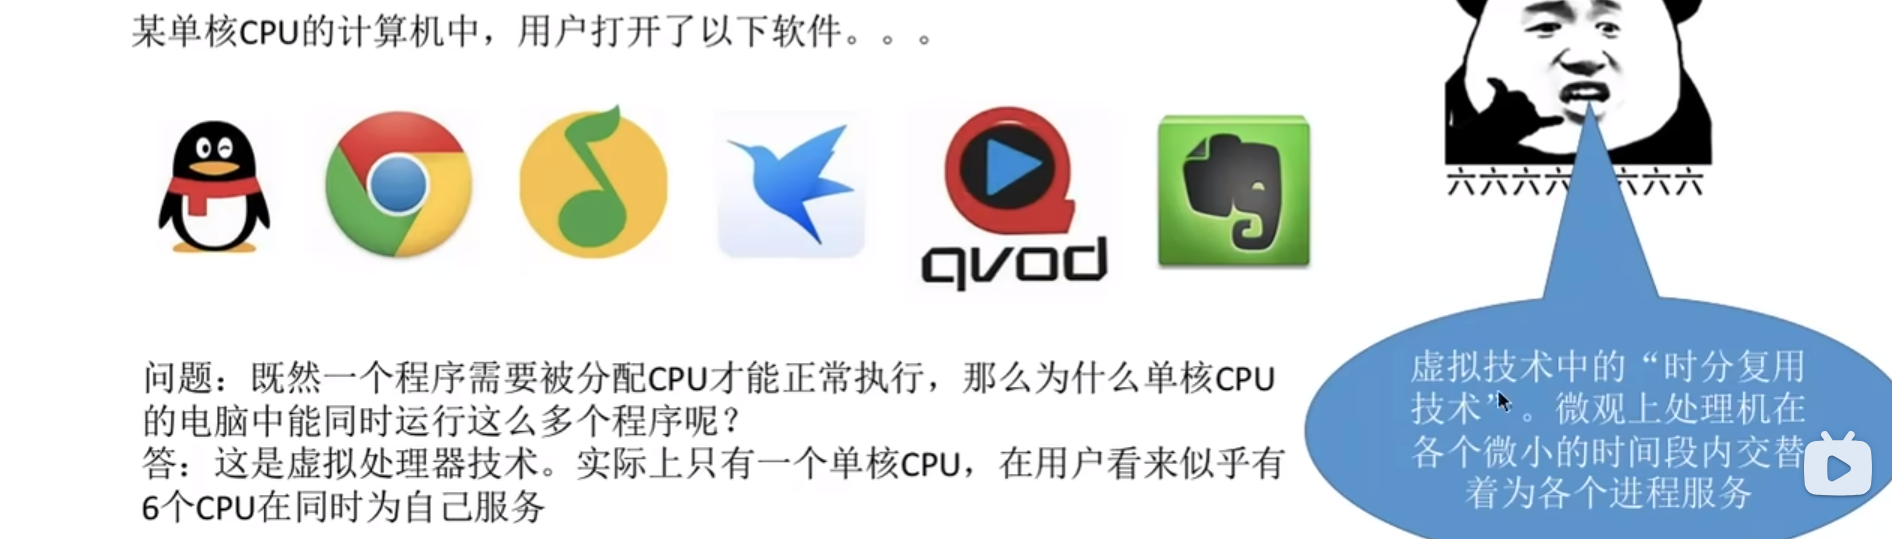 某单核CPU的计算机中，用户打开了以下软件。。。
qvod
六六六六六六六
问题：既然一个程序需要被分配CPU才能正常执行，那么为什么单核CPU
的电脑中能同时运行这么多个程序呢？
答：这是虚拟处理器技术。实际上只有一个单核CPU，在用户看来似乎有
6个CPU在同时为自己服务
虚拟技术中的“时分复用
技术”。微观上处理机在
各个微小的时间段内交替
着为各个进程服务